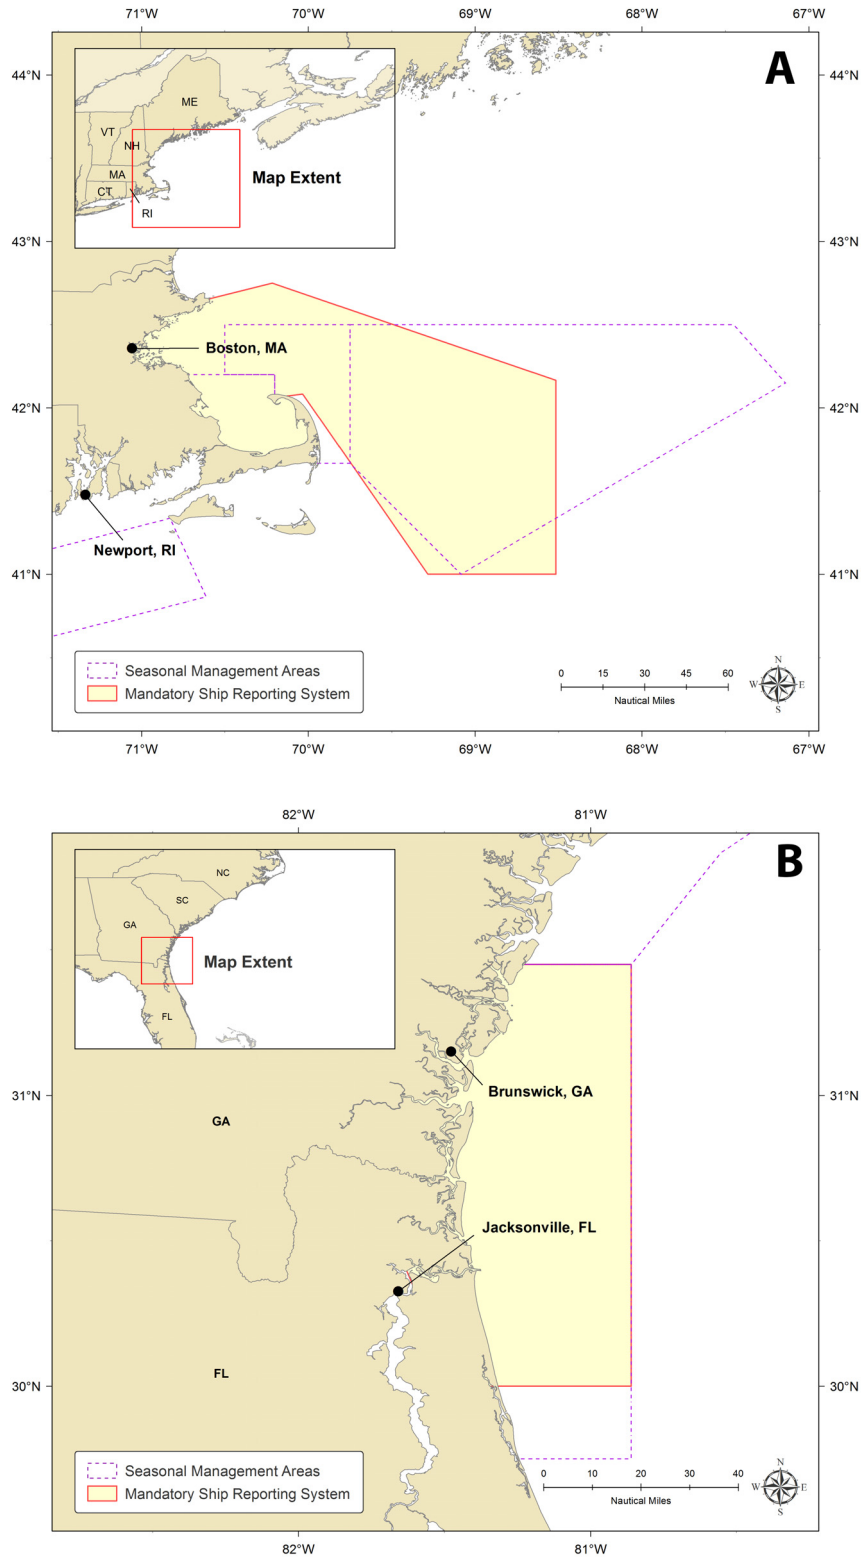 71°W 70°W 69°W 68°W 67°W
A
44°N 44°N
ME
VT
NH
MA
CT
RI
Map Extent
43°N 43°N
Boston, MA
42°N 42°N
Newport, RI
41°N 41°N
Seasonal Management Areas
Mandatory Ship Reporting System
0 15 30 45 60
Nautical Miles
N
W E
S
71°W 70°W 69°W 68°W 67°W
82°W 81°W
B
NC
SC
GA
Map Extent
FL
Brunswick, GA
31°N 31°N
GA
Jacksonville, FL
FL
30°N 30°N
Seasonal Management Areas
Mandatory Ship Reporting System
0 10 20 30 40
Nautical Miles
N
W E
S
82°W 81°W